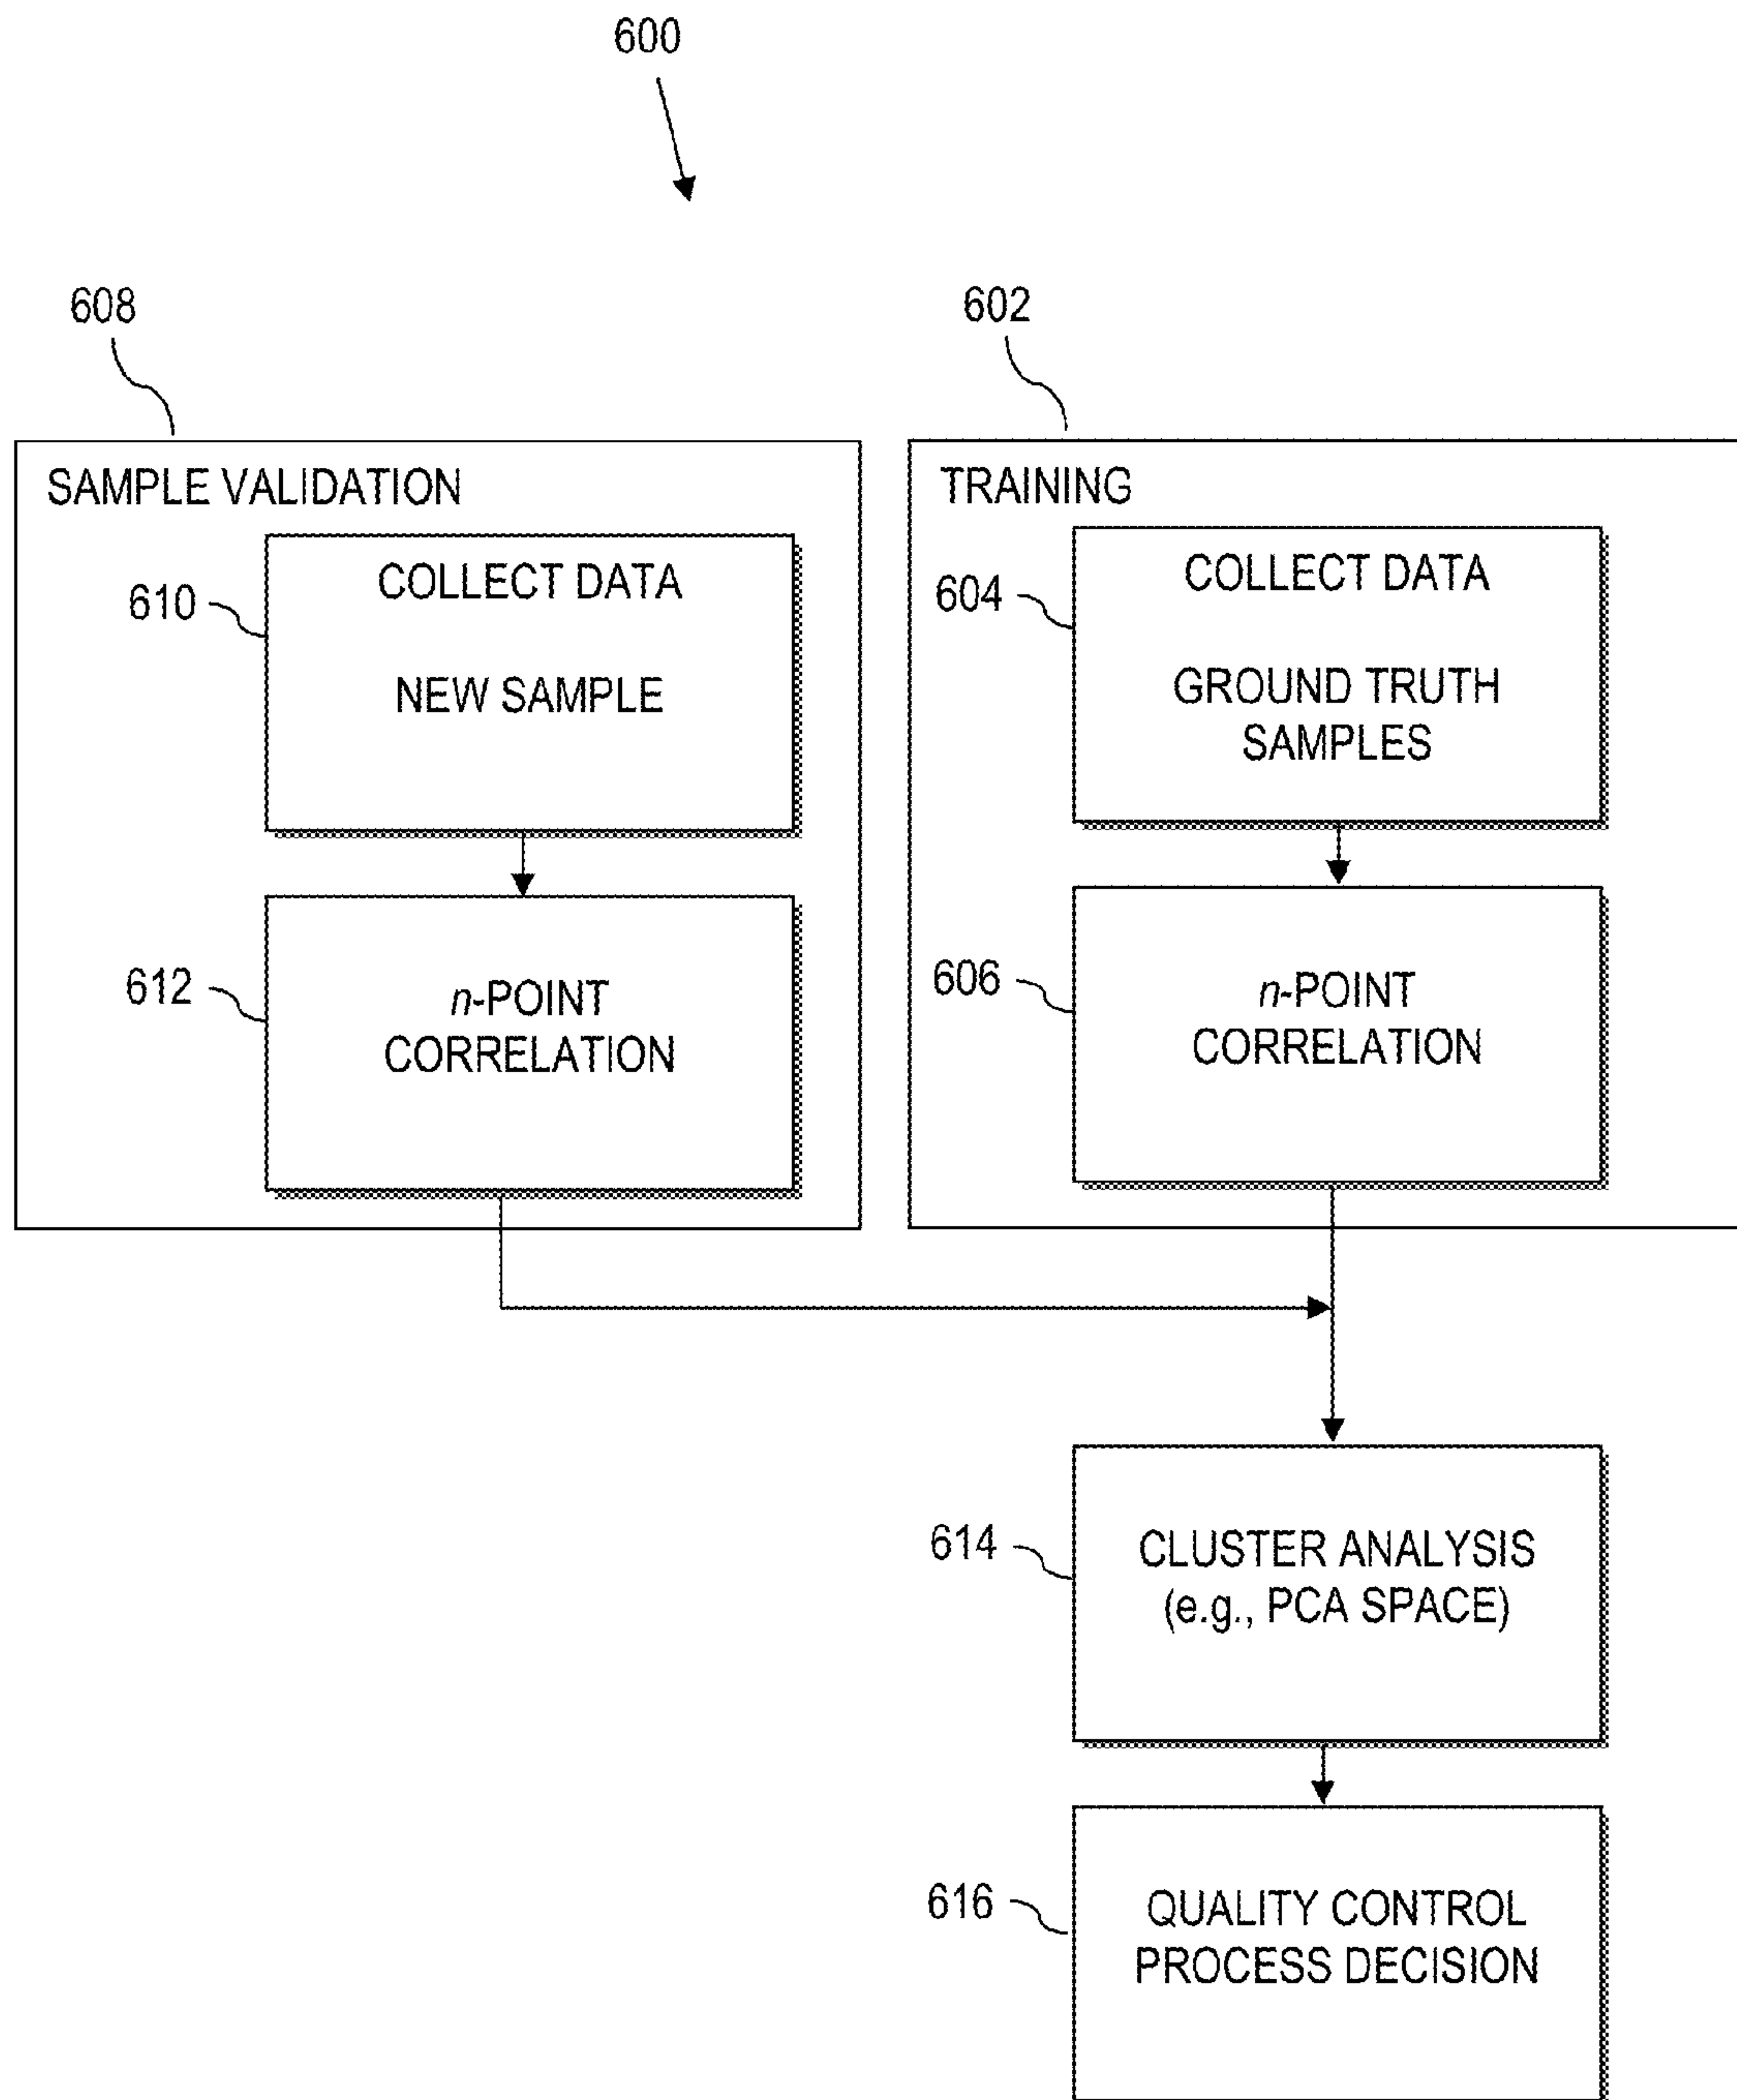 600
608
602
SAMPLE VALIDATION
610
COLLECT DATA
NEW SAMPLE
612
n-POINT
CORRELATION
TRAINING
604
COLLECT DATA
GROUND TRUTH
SAMPLES
606
n-POINT
CORRELATION
614
CLUSTER ANALYSIS
(e.g., PCA SPACE)
616
QUALITY CONTROL
PROCESS DECISION